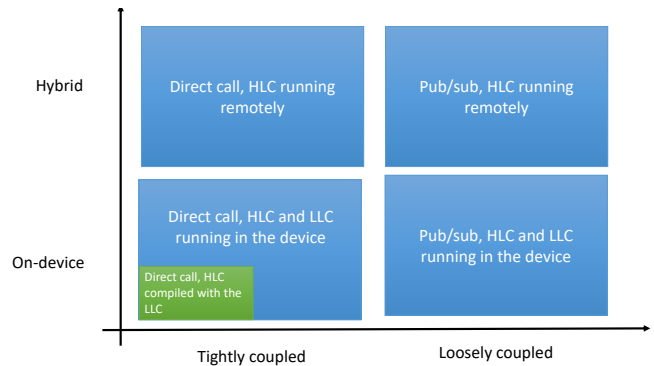 Hybrid
Direct call, HLC running
remotely
Pub/sub, HLC running
remotely
On-device
Direct call, HLC and LLC
running in the device
Direct call, HLC
compiled with the
LLC
Pub/sub, HLC and LLC
running in the device
Tightly coupled
Loosely coupled